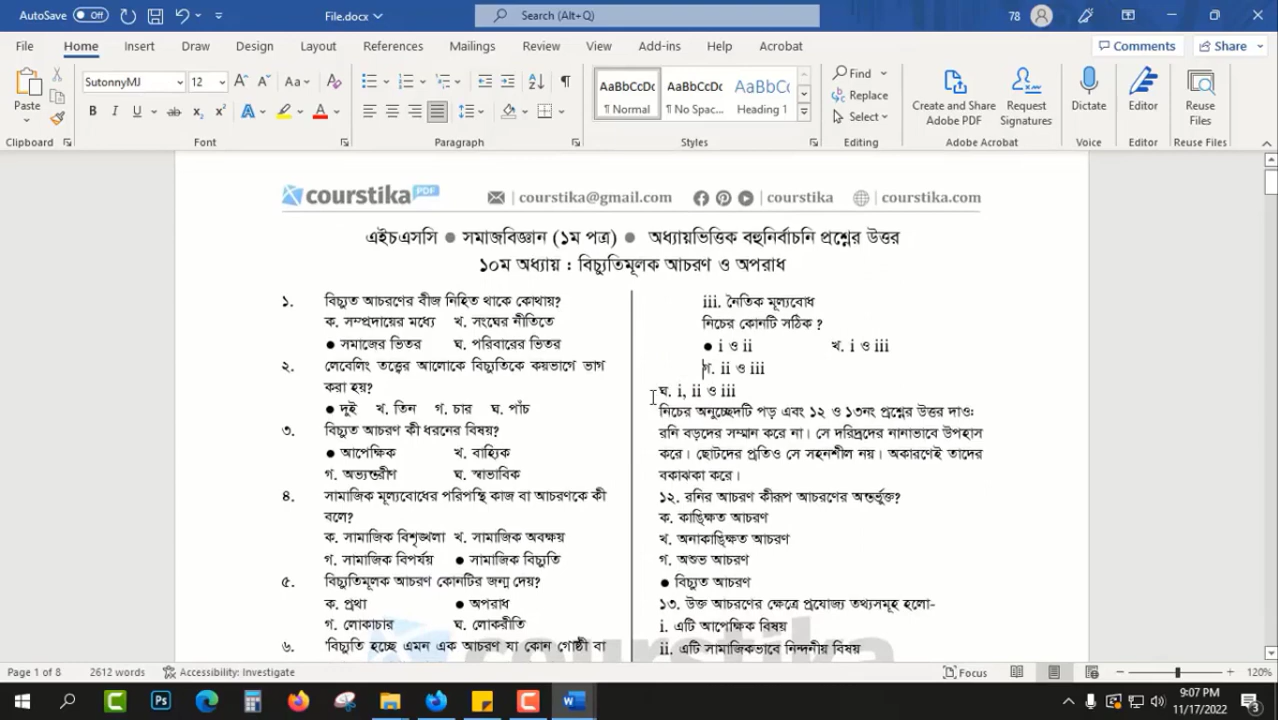 AutoSave Off File.docx Search (Alt+Q) 78
File Home Insert Draw Design Layout References Mailings Review View Add-ins Help Acrobat Comments Share
Paste SutonnyMJ 12 Aa AaBbCcDc AaBbCcDc AaBbC Find Replace Select Create and Share Adobe PDF Request Signatures Dictate Editor Reuse Files
¶ Normal ¶ No Spac... Heading 1
Clipboard Font Paragraph Styles Editing Adobe Acrobat Voice Editor Reuse Files
courstika PDF | courstika@gmail.com | courstika | courstika.com
এইচএসসি ● সমাজবিজ্ঞান (১ম পত্র) ● অধ্যায়ভিত্তিক বহুনির্বাচনি প্রশ্নের উত্তর
১০ম অধ্যায় : বিচ্যুতিমূলক আচরণ ও অপরাধ
১. বিচ্যুত আচরণের বীজ নিহিত থাকে কোথায়?
ক. সম্প্রদায়ের মধ্যে খ. সংঘের নীতিতে
● সমাজের ভিতর ঘ. পরিবারের ভিতর
২. লেবেলিং তত্ত্বের আলোকে বিচ্যুতিকে কয়ভাগে ভাগ
করা হয়?
● দুই খ. তিন গ. চার ঘ. পাঁচ
৩. বিচ্যুত আচরণ কী ধরনের বিষয়?
● আপেক্ষিক খ. বাহ্যিক
গ. অভ্যন্তরীণ ঘ. স্বাভাবিক
৪. সামাজিক মূল্যবোধের পরিপন্থি কাজ বা আচরণকে কী
বলে?
ক. সামাজিক বিশৃঙ্খলা খ. সামাজিক অবক্ষয়
গ. সামাজিক বিপর্যয় ● সামাজিক বিচ্যুতি
৫. বিচ্যুতিমূলক আচরণ কোনটির জন্ম দেয়?
ক. প্রথা ● অপরাধ
গ. লোকাচার ঘ. লোকরীতি
৬. 'বিচ্যুতি হচ্ছে এমন এক আচরণ যা কোন গোষ্ঠী বা
iii. নৈতিক মূল্যবোধ
নিচের কোনটি সঠিক ?
● i ও ii খ. i ও iii
গ. ii ও iii
ঘ. i, ii ও iii
নিচের অনুচ্ছেদটি পড় এবং ১২ ও ১৩নং প্রশ্নের উত্তর দাও:
রনি বড়দের সম্মান করে না। সে দরিদ্রদের নানাভাবে উপহাস
করে। ছোটদের প্রতিও সে সহনশীল নয়। অকারণেই তাদের
বকাঝকা করে।
১২. রনির আচরণ কীরূপ আচরণের অন্তর্ভুক্ত?
ক. কাঙ্ক্ষিত আচরণ
খ. অনাকাঙ্ক্ষিত আচরণ
গ. অশুভ আচরণ
● বিচ্যুত আচরণ
১৩. উক্ত আচরণের ক্ষেত্রে প্রযোজ্য তথ্যসমূহ হলো-
i. এটি আপেক্ষিক বিষয়
ii. এটি সামাজিকভাবে নিন্দনীয় বিষয়
courstika
Page 1 of 8 2612 words Accessibility: Investigate Focus 120%
9:07 PM
11/17/2022
3